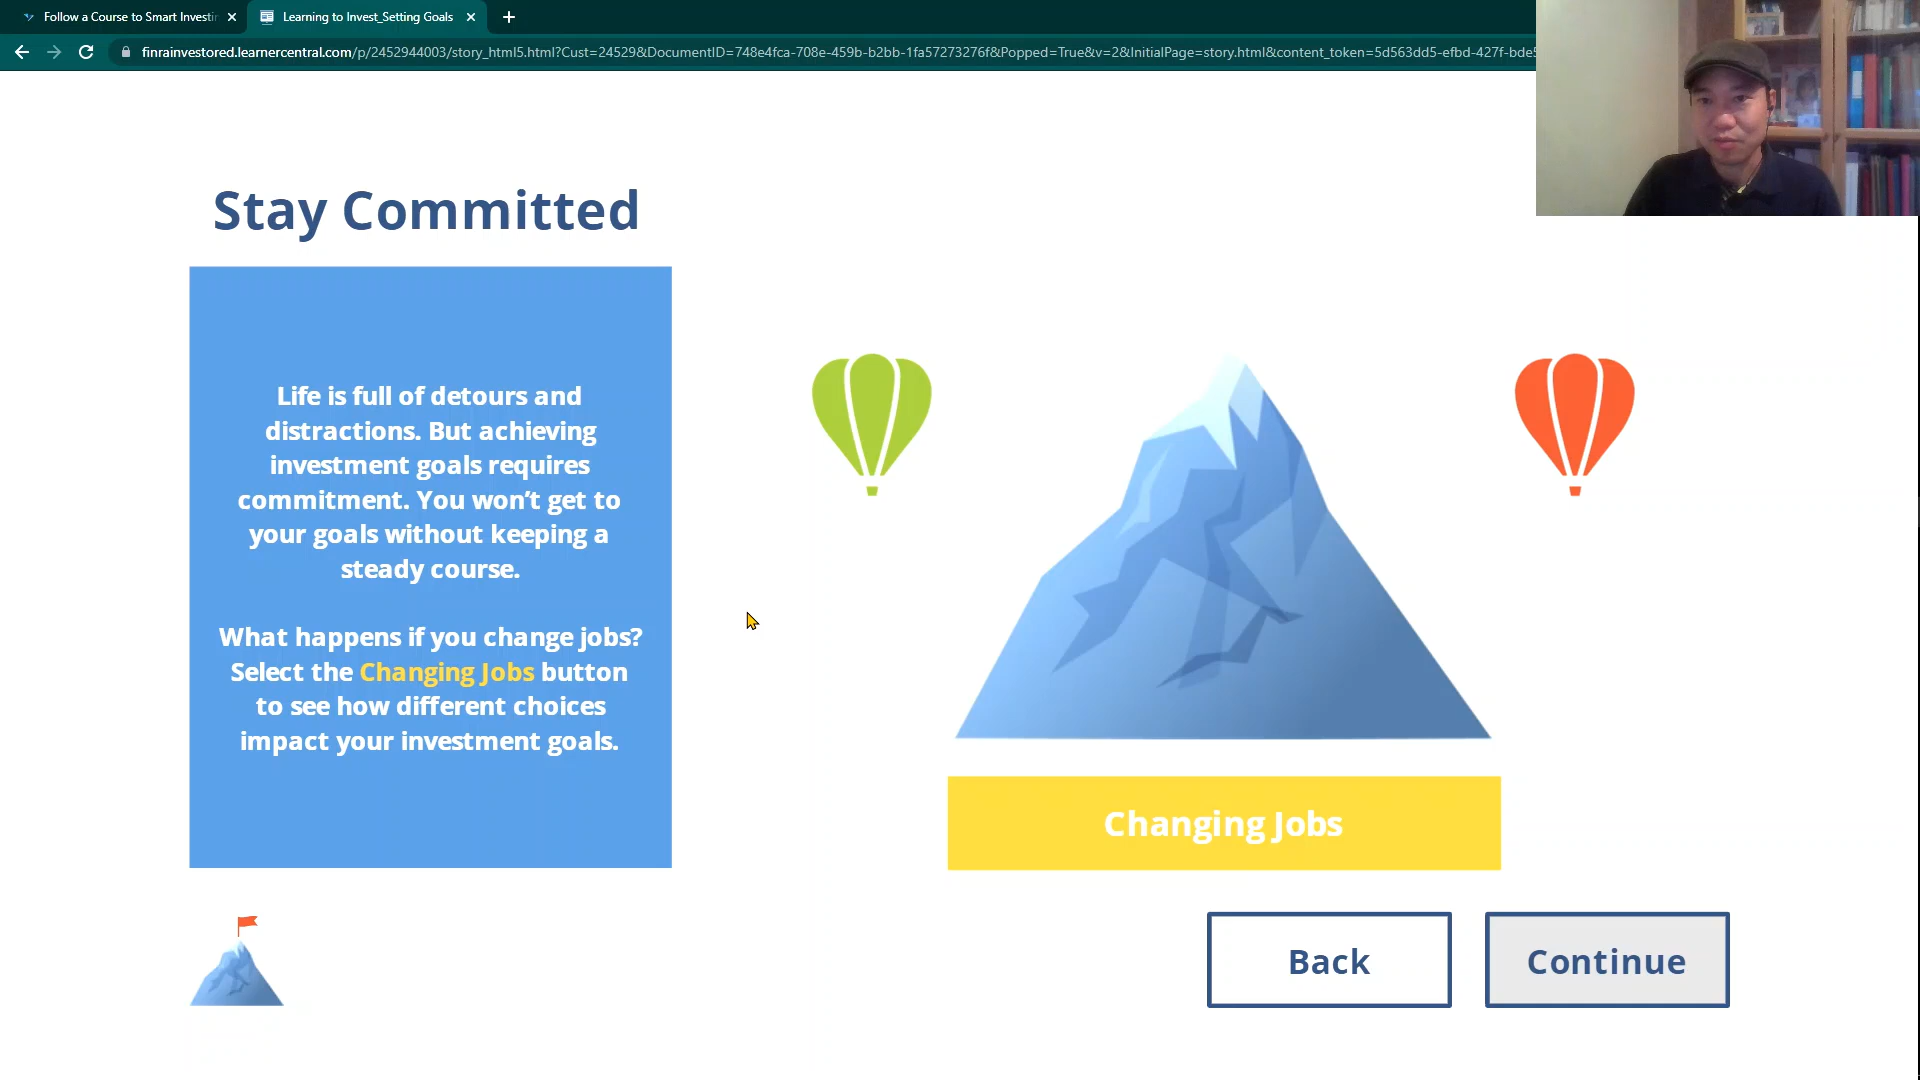 Follow a Course to Smart Investin
Learning to Invest_Setting Goals
finrainvestored.learnercentral.com/p/2452944003/story_html5.html?Cust=24529&DocumentID=748e4fca-708e-459b-b2bb-1fa57273276f&Popped=True&v=2&InitialPage=story.html&content_token=5d563dd5-efbd-427f-bde5
Stay Committed
Life is full of detours and
distractions. But achieving
investment goals requires
commitment. You won’t get to
your goals without keeping a
steady course.
What happens if you change jobs?
Select the Changing Jobs button
to see how different choices
impact your investment goals.
Changing Jobs
Back
Continue